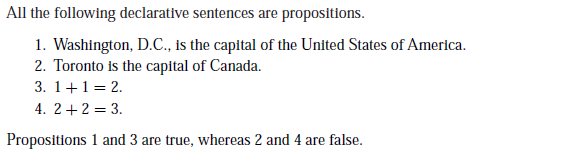 All the following declarative sentences are propositions.
1. Washington, D.C., is the capital of the United States of America.
2. Toronto is the capital of Canada.
3. 1 + 1 = 2.
4. 2 + 2 = 3.
Propositions 1 and 3 are true, whereas 2 and 4 are false.